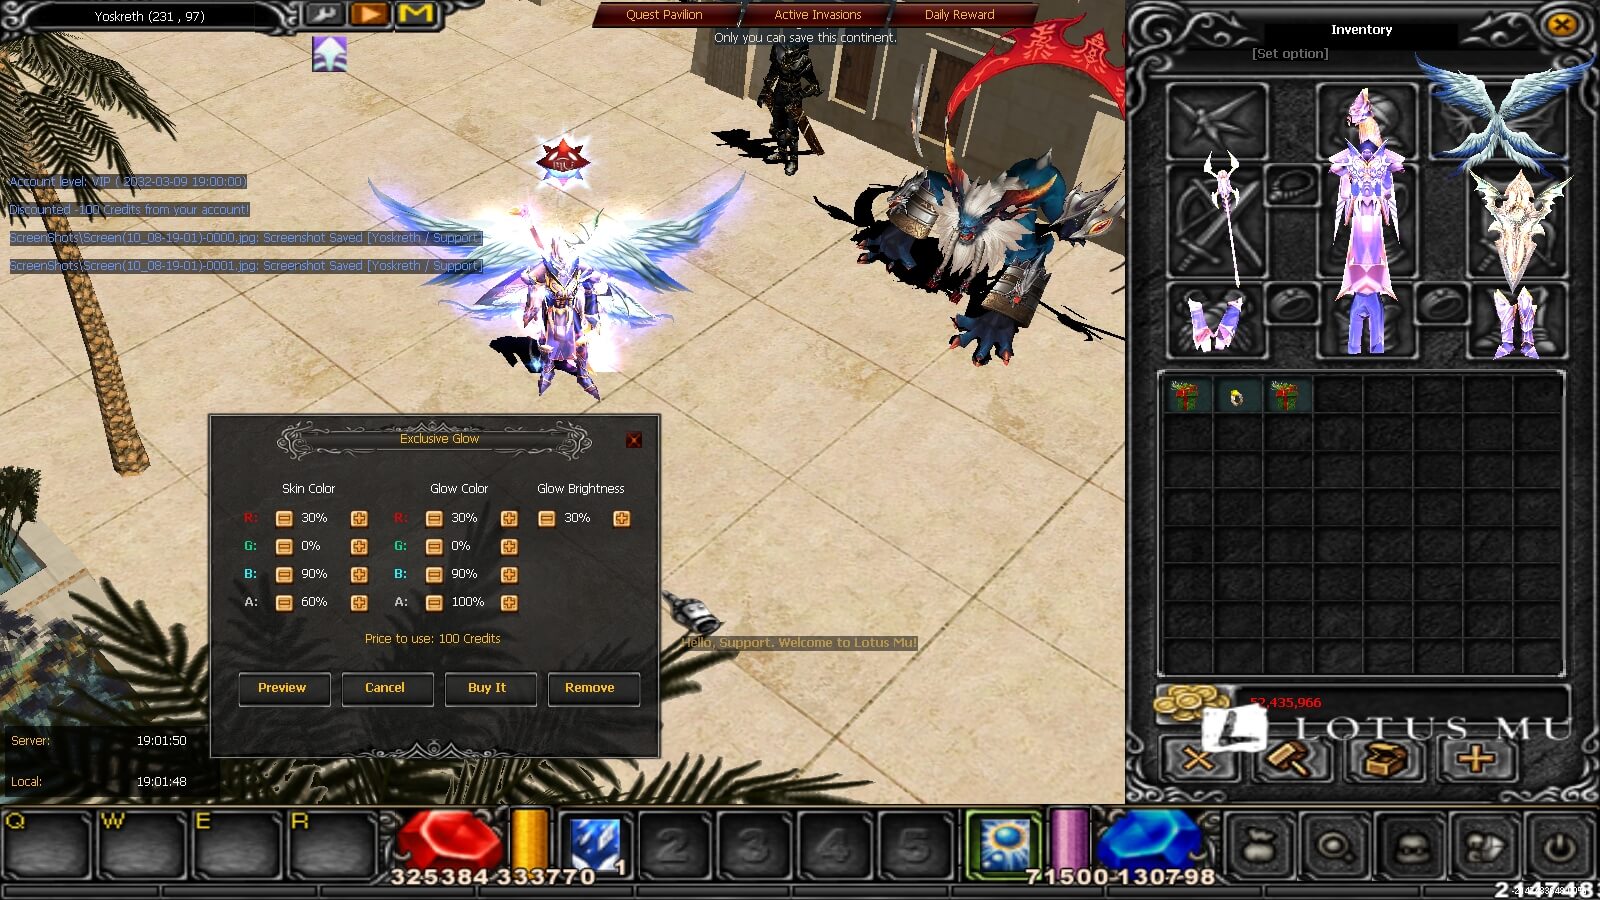 Yoskreth (231 , 97)
Quest Pavilion
Active Invasions
Daily Reward
Only you can save this continent.
Inventory
[Set option]
Account level: VIP ( 2032-03-09 19:00:00)
Discounted -100 Credits from your account!
ScreenShots\Screen(10_08-19-01)-0000.jpg: Screenshot Saved [Yoskreth / Support]
ScreenShots\Screen(10_08-19-01)-0001.jpg: Screenshot Saved [Yoskreth / Support]
Exclusive Glow
Skin Color Glow Color Glow Brightness
R: 30% R: 30% 30%
G: 0% G: 0%
B: 90% B: 90%
A: 60% A: 100%
Price to use: 100 Credits
Preview Cancel Buy It Remove
Hello, Support. Welcome to Lotus Mu!
52,435,966
LOTUS MU
Server: 19:01:50
Local: 19:01:48
Q W E R
1 2 3 4 5
325384 333770
71500 130798